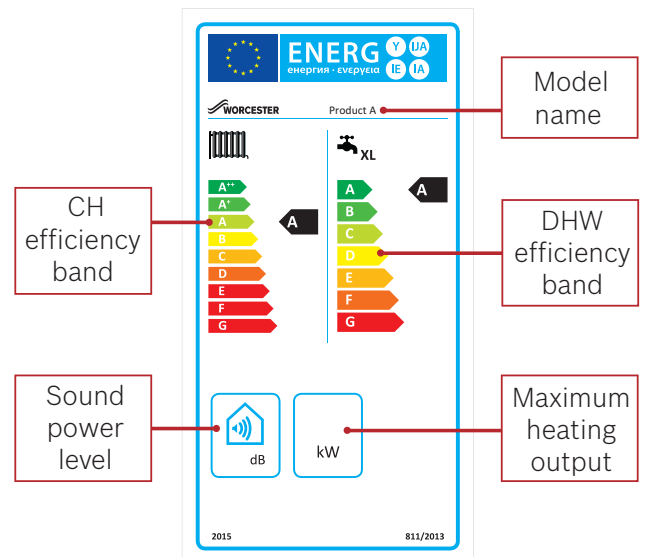 ENERG Y IJA
енергия · ενεργεια IE IA
WORCESTER Product A
Model
name
XL
A++
A+
A
B
C
D
E
F
G
A
A
B
C
D
E
F
G
A
CH
efficiency
band
DHW
efficiency
band
Sound
power
level
dB
kW
Maximum
heating
output
2015 811/2013